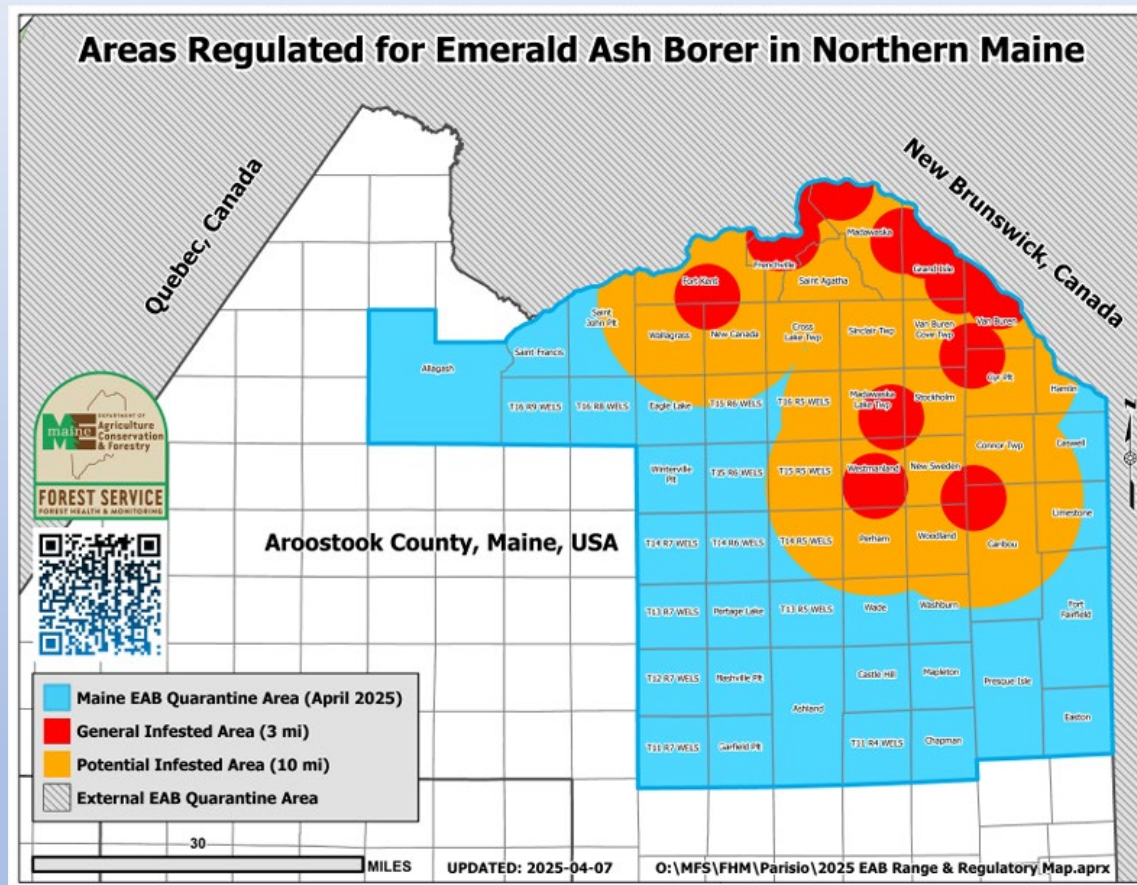 Areas Regulated for Emerald Ash Borer in Northern Maine
Quebec, Canada
New Brunswick, Canada
Madawaska
Frenchville
Grand Isle
Fort Kent
Saint Agatha
Saint
John Plt
Van Buren
Wallagrass
New Canada
Cross
Lake Twp
Sinclair Twp
Van Buren
Cove Twp
Saint Francis
Allagash
Cyr Plt
Hamlin
T16 R9 WELS
T16 R8 WELS
Eagle Lake
T15 R6 WELS
T16 R5 WELS
Madawaska
Lake Twp
Stockholm
Connor Twp
Caswell
Winterville
Plt
T15 R6 WELS
T15 R5 WELS
Westmanland
New Sweden
Limestone
Aroostook County, Maine, USA
T14 R7 WELS
T14 R6 WELS
T14 R5 WELS
Perham
Woodland
Caribou
T13 R7 WELS
Portage Lake
T13 R5 WELS
Wade
Washburn
Fort
Fairfield
T12 R7 WELS
Nashville Plt
Castle Hill
Mapleton
Presque Isle
Ashland
Easton
T11 R7 WELS
Garfield Plt
T11 R4 WELS
Chapman
maine
DEPARTMENT OF
Agriculture
Conservation
& Forestry
FOREST SERVICE
FOREST HEALTH & MONITORING
Maine EAB Quarantine Area (April 2025)
General Infested Area (3 mi)
Potential Infested Area (10 mi)
External EAB Quarantine Area
30
MILES
UPDATED: 2025-04-07
O:\MFS\FHM\Parisio\2025 EAB Range & Regulatory Map.aprx